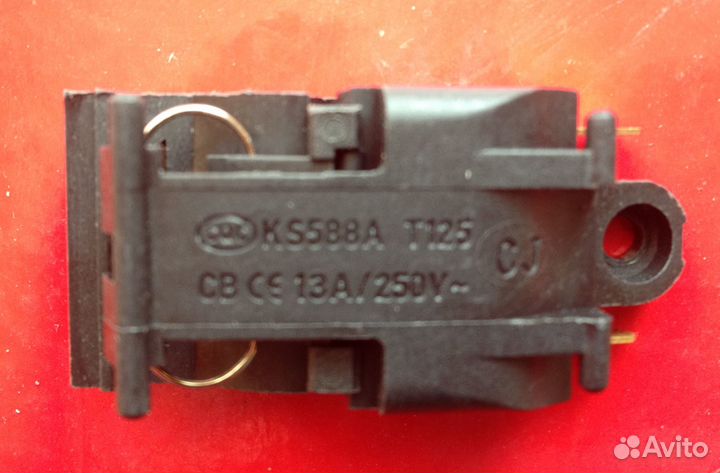 KS588A T125
CB CE 13A/250V~
CJ
Avito